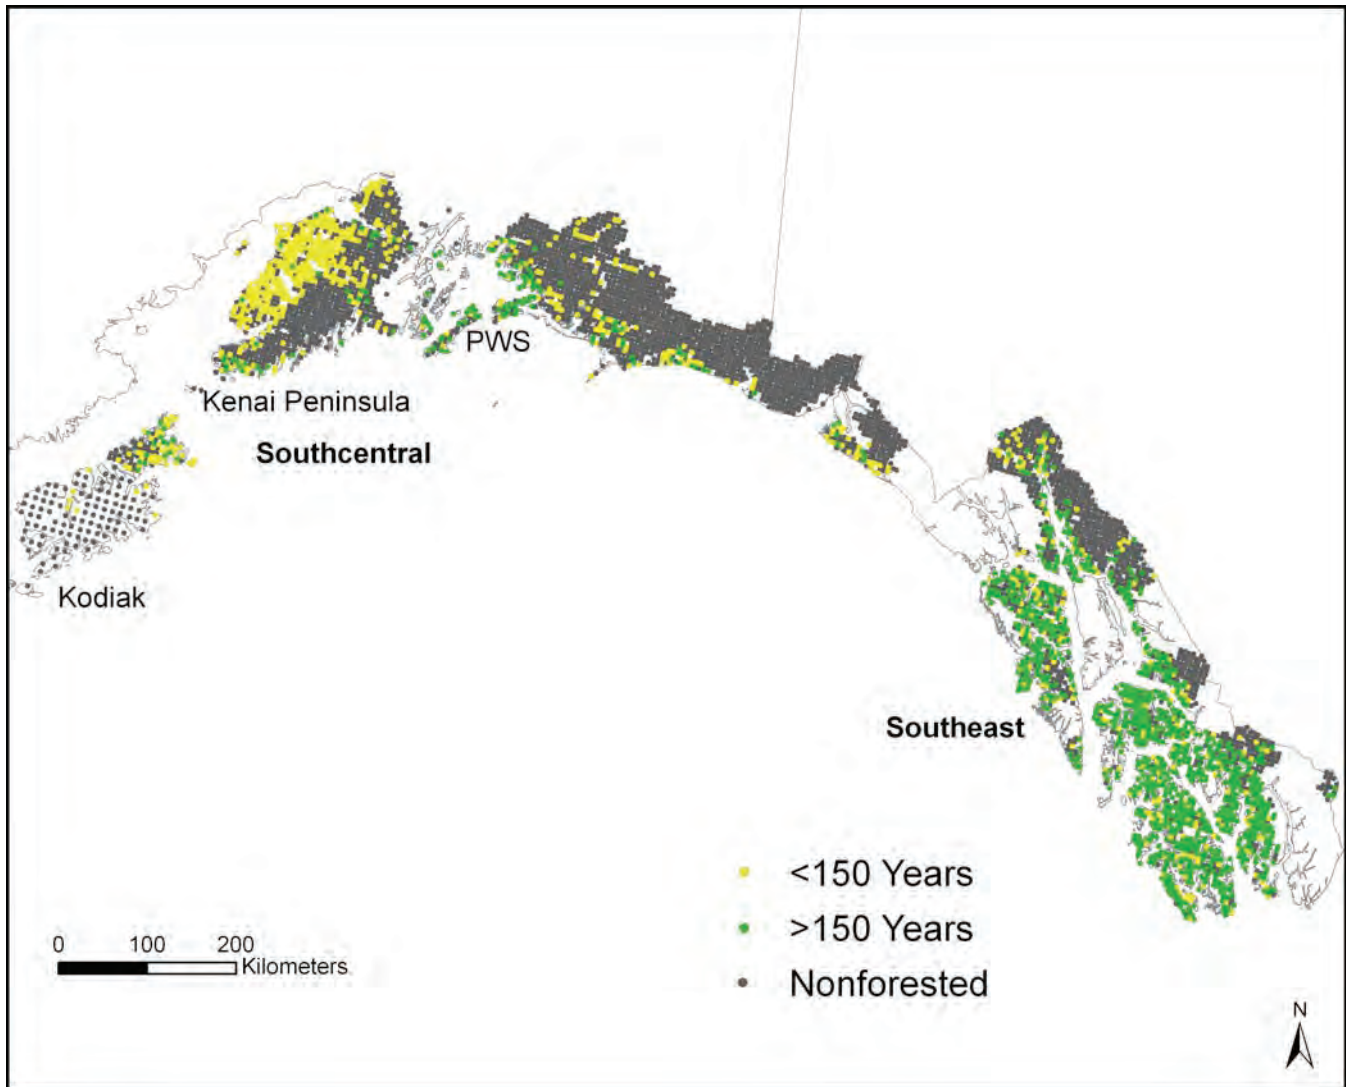 PWS
Kenai Peninsula
Southcentral
Kodiak
Southeast
<150 Years
>150 Years
Nonforested
0 100 200
Kilometers
N